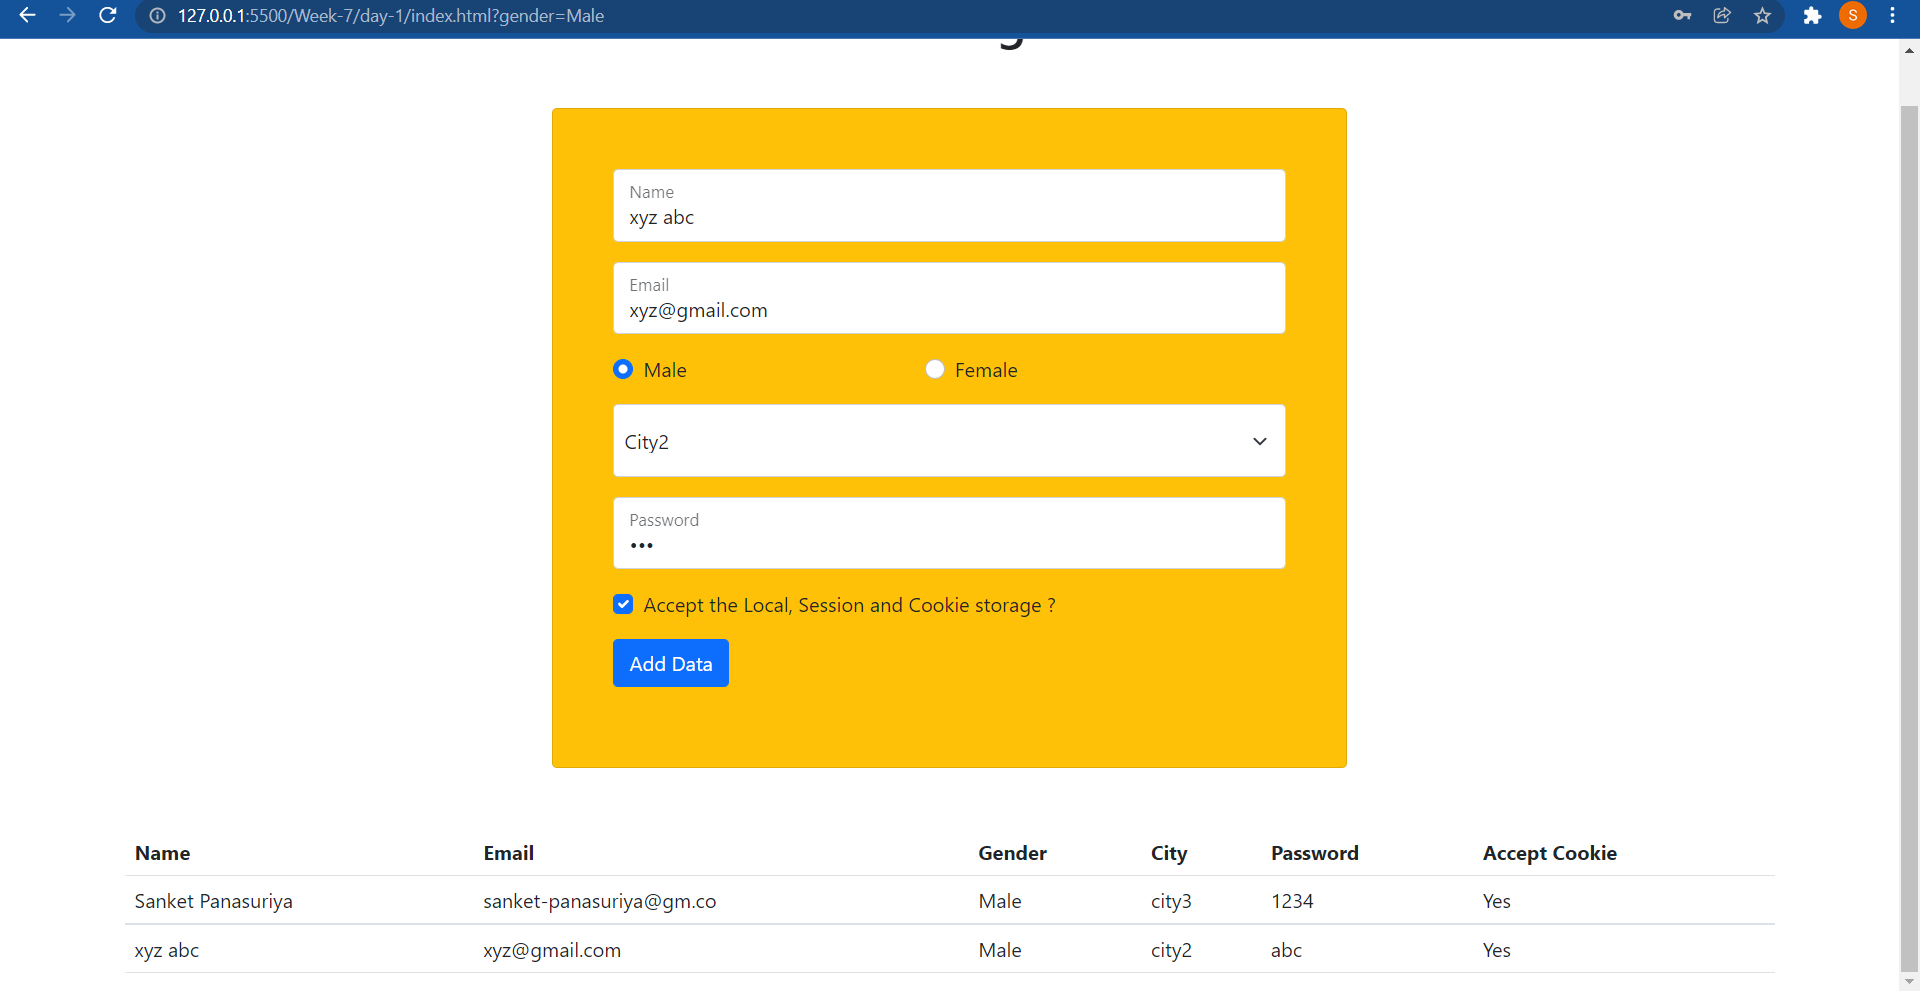 127.0.0.1:5500/Week-7/day-1/index.html?gender=Male
S
Name
xyz abc
Email
xyz@gmail.com
Male Female
City2
Password
•••
Accept the Local, Session and Cookie storage ?
Add Data
Name Email Gender City Password Accept Cookie
Sanket Panasuriya sanket-panasuriya@gm.co Male city3 1234 Yes
xyz abc xyz@gmail.com Male city2 abc Yes